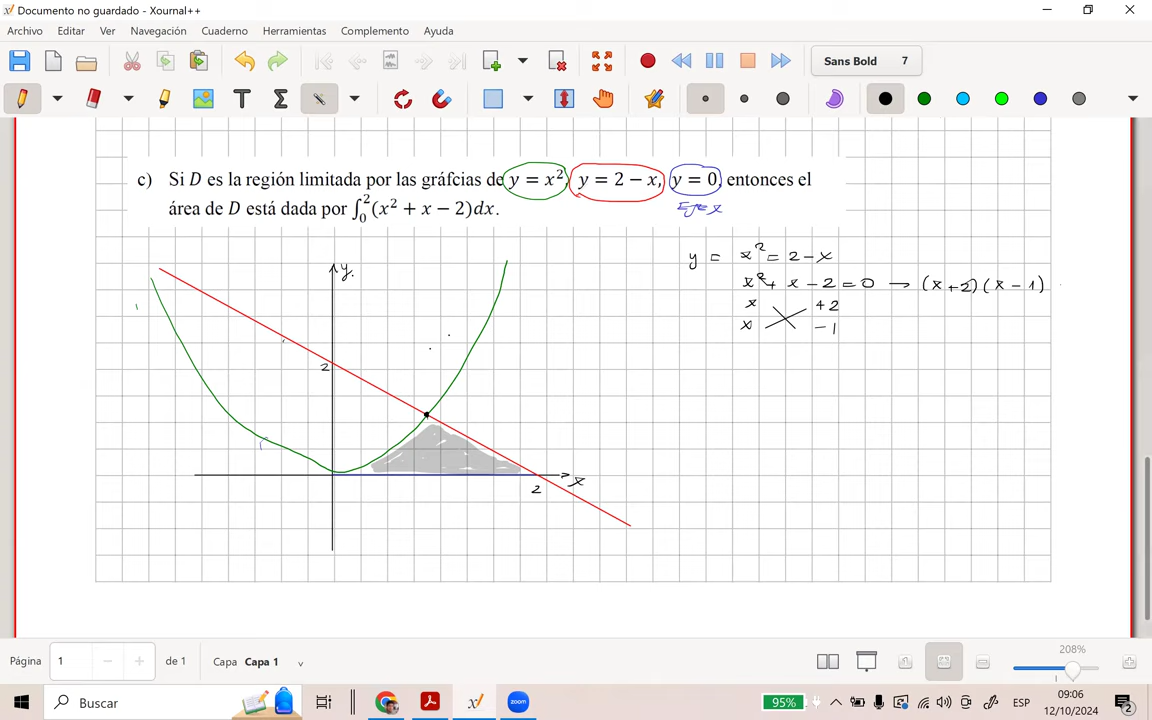 Documento no guardado - Xournal++
Archivo Editar Ver Navegación Cuaderno Herramientas Complemento Ayuda
Sans Bold 7
c) Si D es la región limitada por las gráfcias de y = x², y = 2 − x, y = 0, entonces el
área de D está dada por ∫₀²(x² + x − 2)dx.
Eje x
y = x² = 2 - x
x² + x - 2 = 0 → (x+2)(x-1)
x +2
x -1
y
2
2
x
Página 1 de 1 Capa Capa 1
208%
Buscar
95%
ESP
09:06
12/10/2024
2